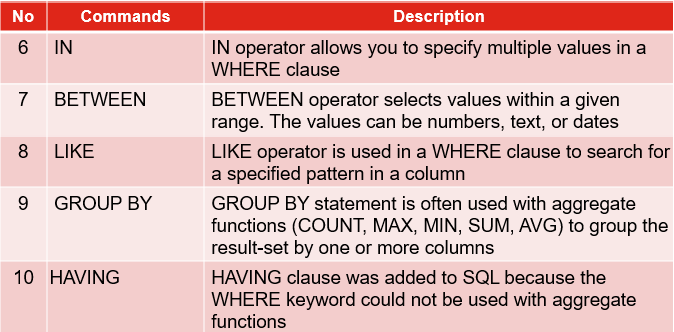 No Commands Description
6 IN IN operator allows you to specify multiple values in a
WHERE clause
7 BETWEEN BETWEEN operator selects values within a given
range. The values can be numbers, text, or dates
8 LIKE LIKE operator is used in a WHERE clause to search for
a specified pattern in a column
9 GROUP BY GROUP BY statement is often used with aggregate
functions (COUNT, MAX, MIN, SUM, AVG) to group the
result-set by one or more columns
10 HAVING HAVING clause was added to SQL because the
WHERE keyword could not be used with aggregate
functions